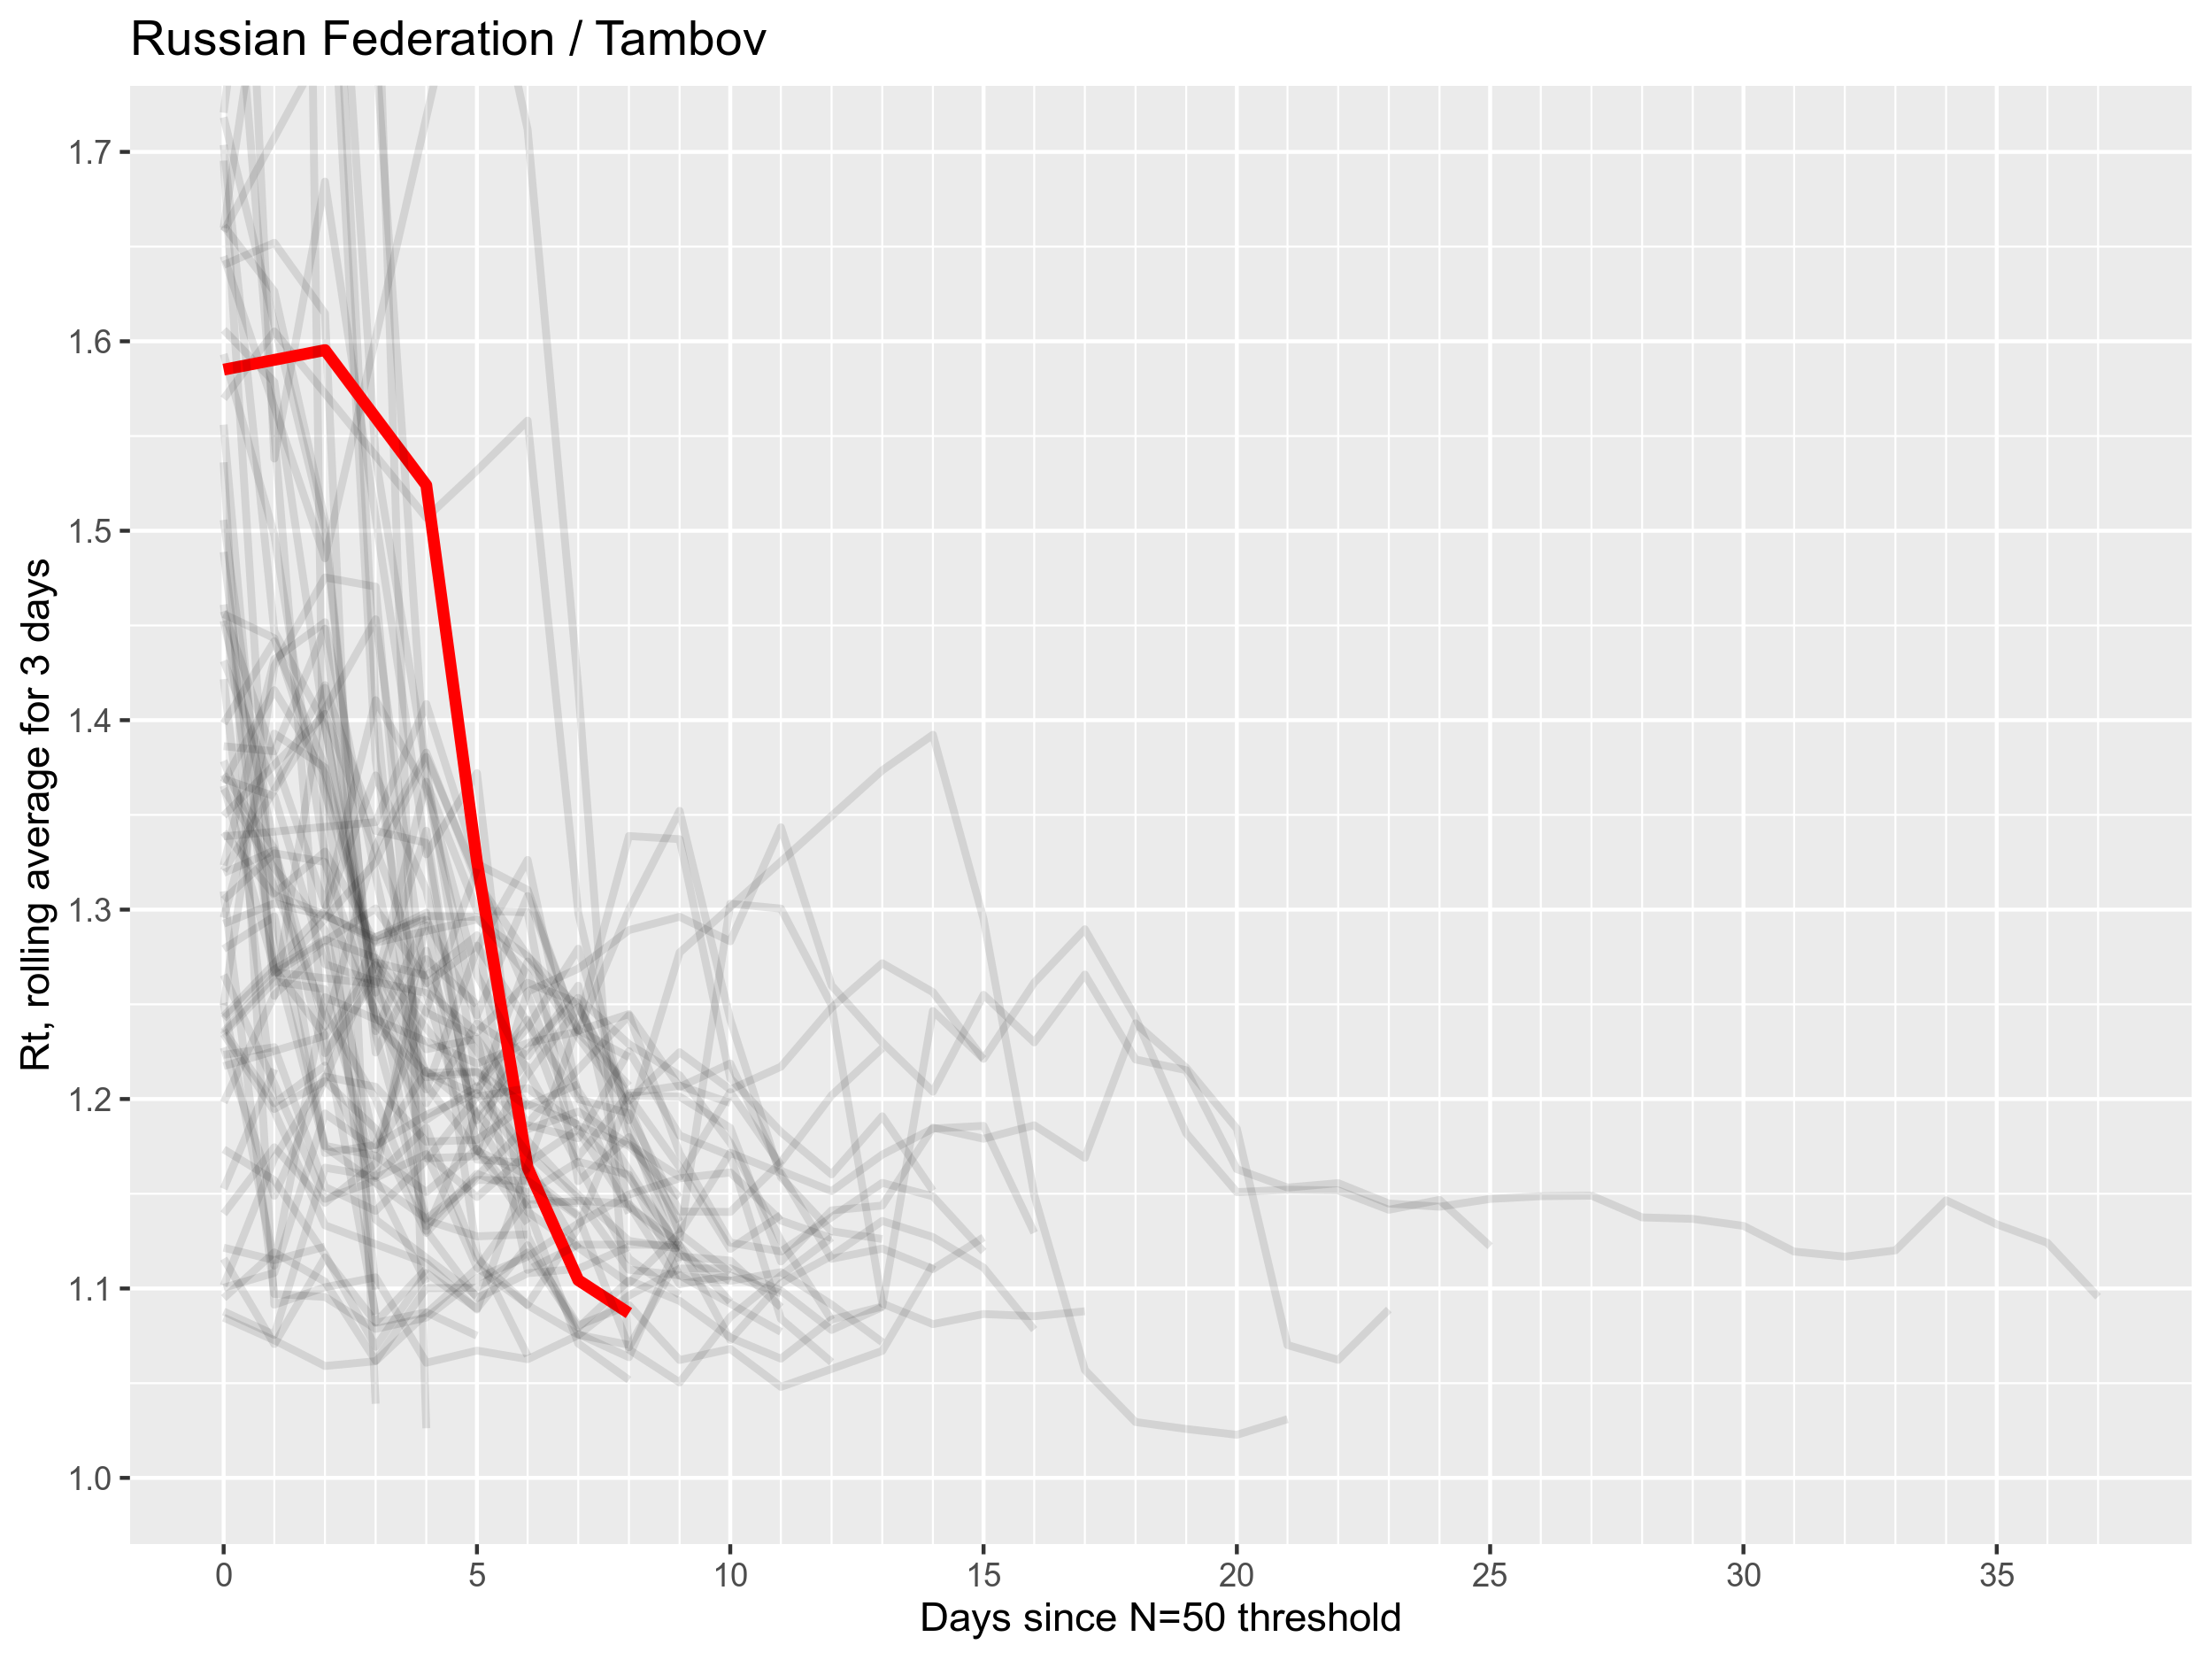 Russian Federation / Tambov
Rt, rolling average for 3 days
1.7
1.6
1.5
1.4
1.3
1.2
1.1
1.0
0 5 10 15 20 25 30 35
Days since N=50 threshold